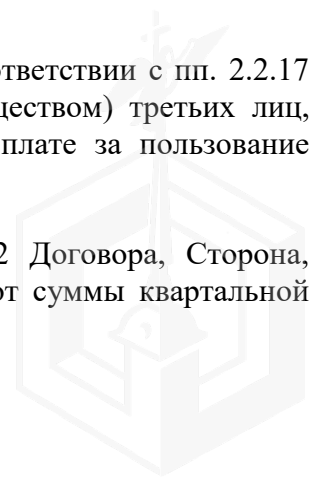 ответствии с пп. 2.2.17
ществом) третьих лиц,
плате за пользование
2 Договора, Сторона,
от суммы квартальной